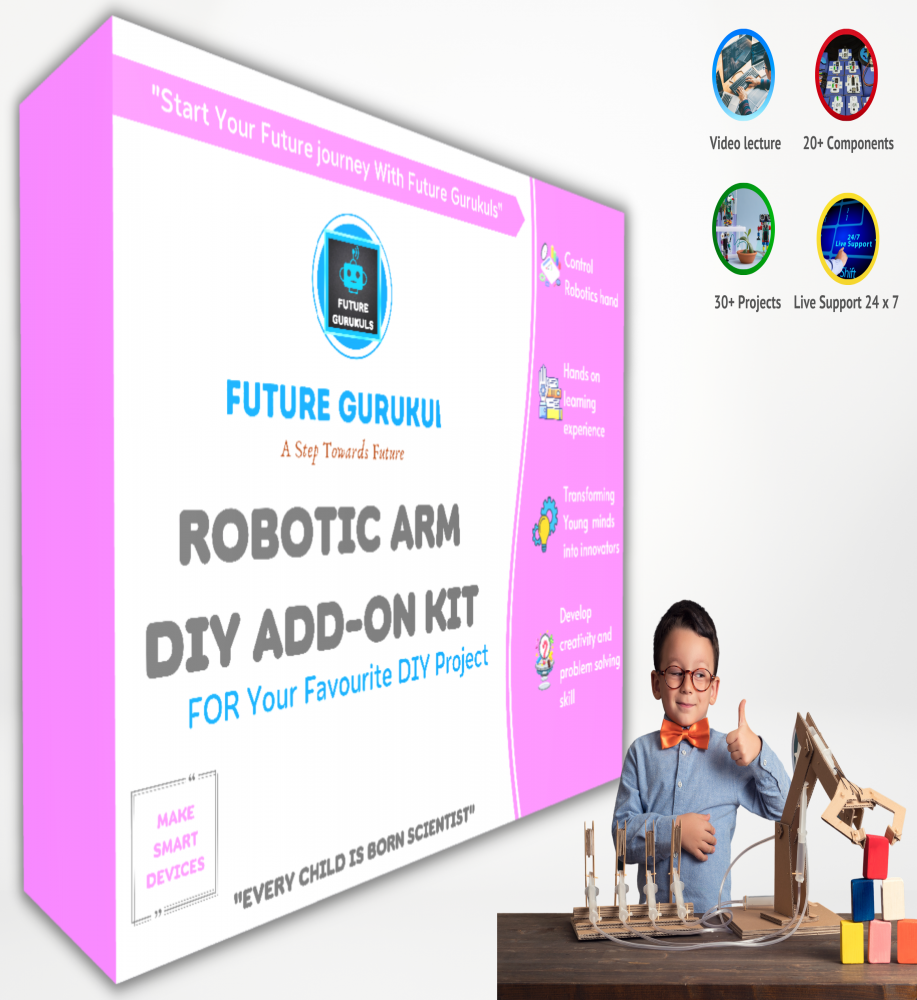 "Start Your Future journey With Future Gurukuls"
FUTURE
GURUKULS
FUTURE GURUKUL
A Step Towards Future
ROBOTIC ARM
DIY ADD-ON KIT
FOR Your Favourite DIY Project
"
MAKE
SMART
DEVICES
"
"EVERY CHILD IS BORN SCIENTIST"
Control
Robotics hand
Hands on
learning
experience
Transforming
Young minds
into innovators
Develop
creativity and
problem solving
skill
Video lecture
20+ Components
30+ Projects
24/7
Live Support
Shift
Live Support 24 x 7